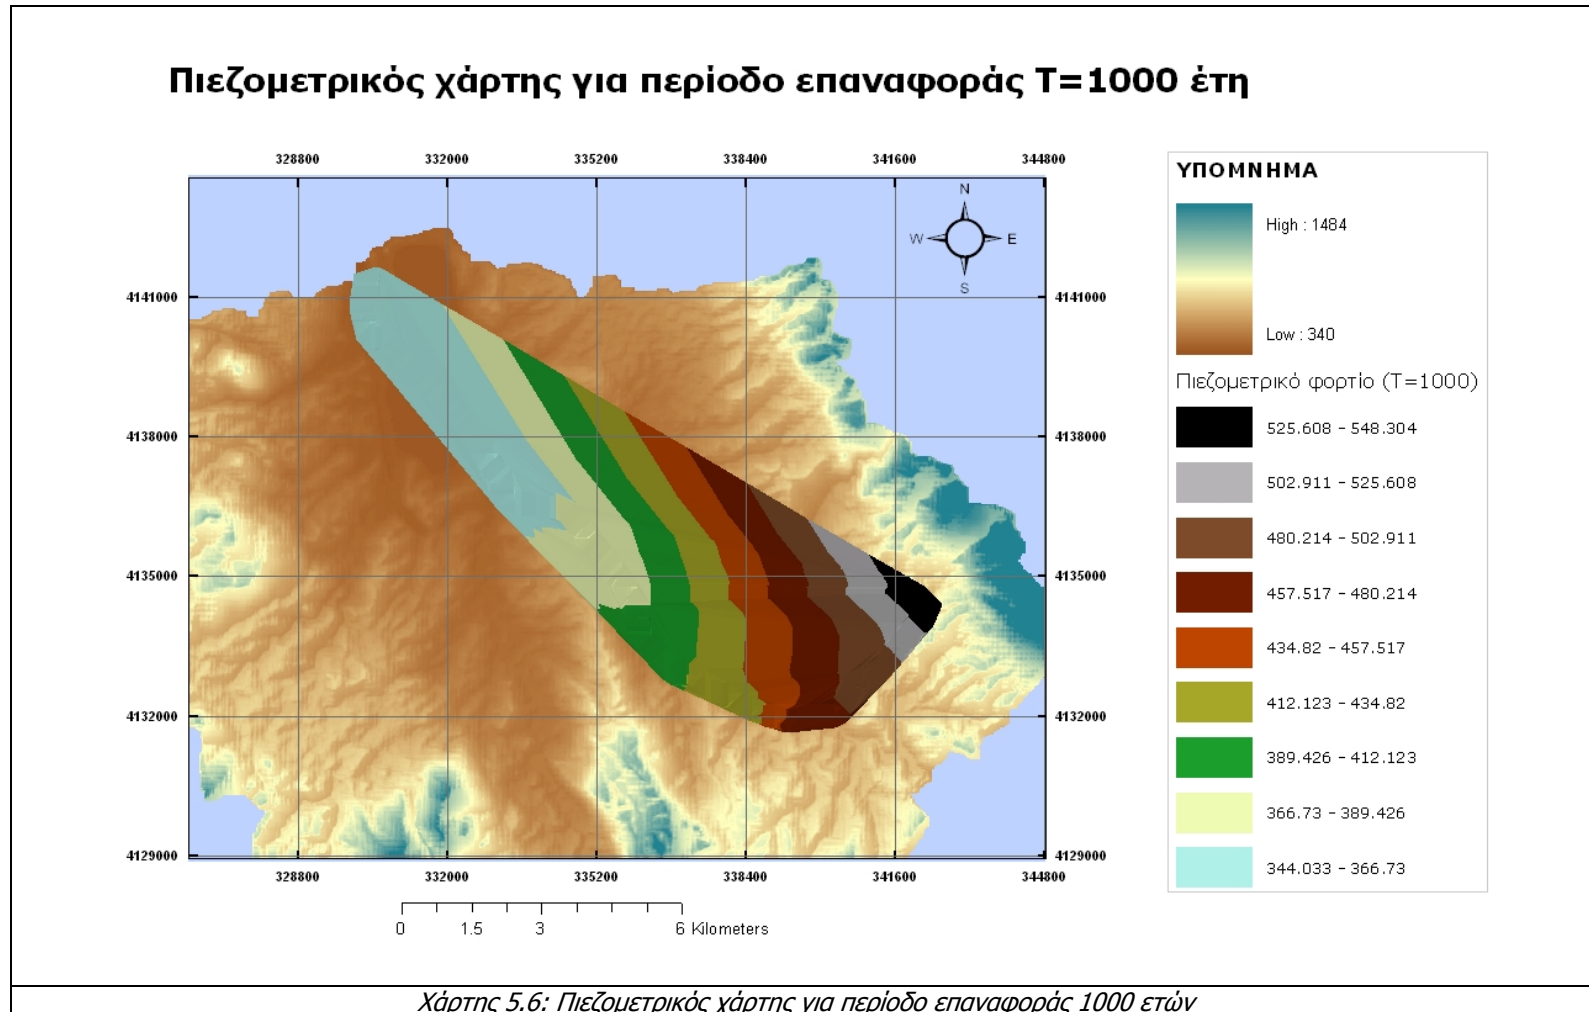 Πιεζομετρικός χάρτης για περίοδο επαναφοράς Τ=1000 έτη
328800 332000 335200 338400 341600 344800
ΥΠΟΜΝΗΜΑ
High : 1484
Low : 340
Πιεζομετρικό φορτίο (Τ=1000)
525.608 - 548.304
502.911 - 525.608
480.214 - 502.911
457.517 - 480.214
434.82 - 457.517
412.123 - 434.82
389.426 - 412.123
366.73 - 389.426
344.033 - 366.73
N
W E
S
4141000 4141000
4138000 4138000
4135000 4135000
4132000 4132000
4129000 4129000
328800 332000 335200 338400 341600 344800
0 1.5 3 6 Kilometers
Χάρτης 5.6: Πιεζομετρικός χάρτης για περίοδο επαναφοράς 1000 ετών